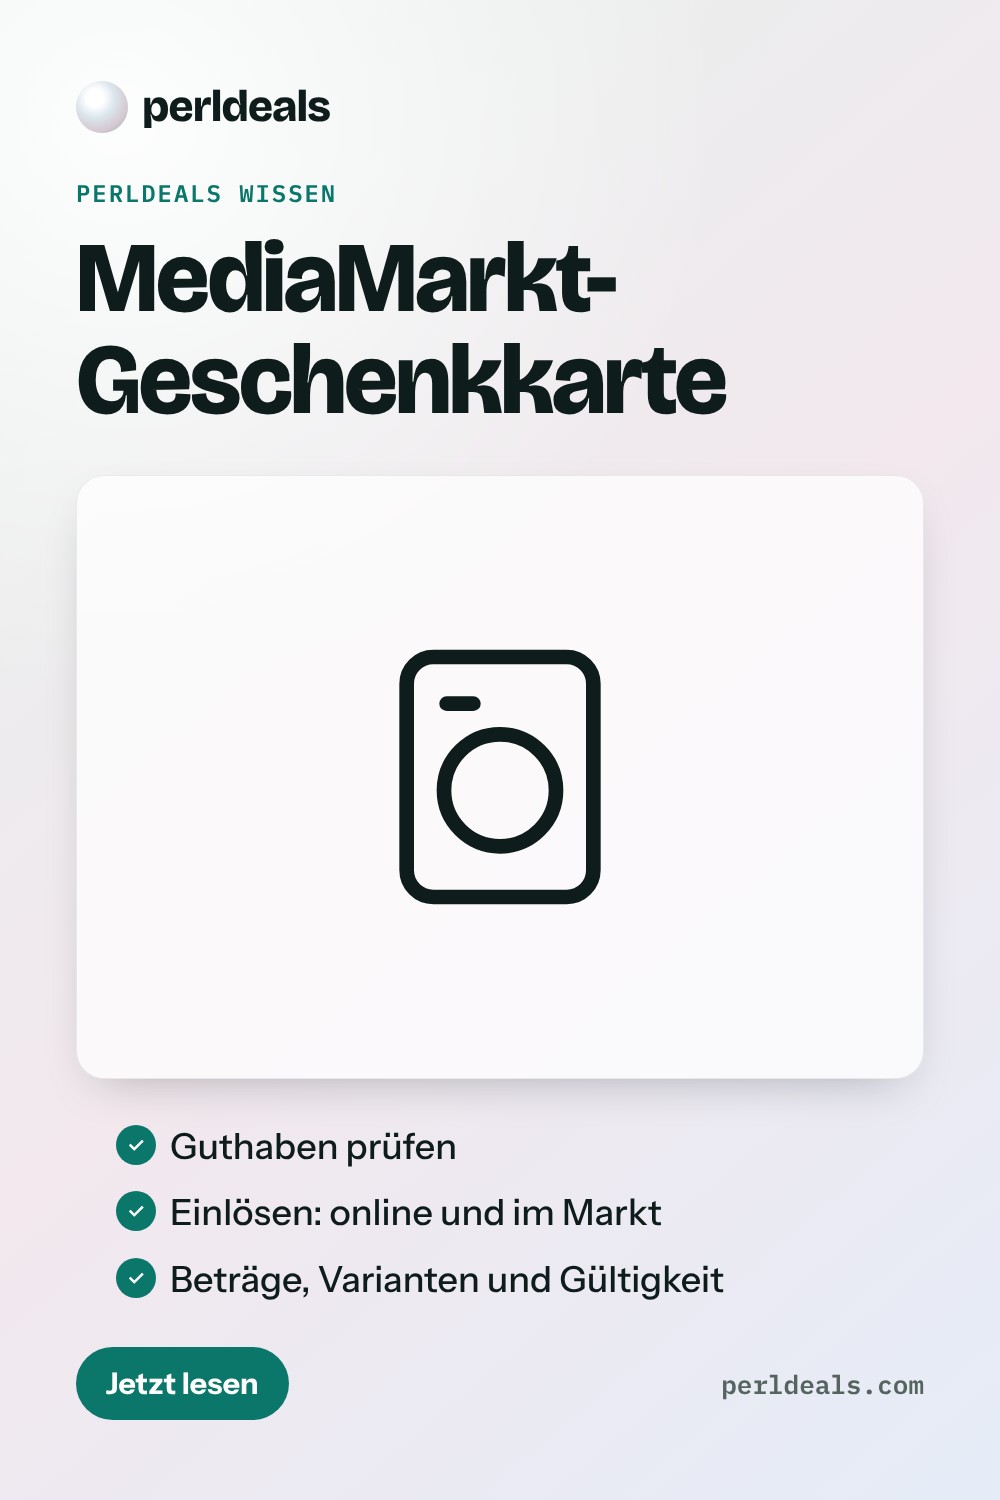 perldeals
PERLDEALS WISSEN
MediaMarkt-
Geschenkkarte
Guthaben prüfen
Einlösen: online und im Markt
Beträge, Varianten und Gültigkeit
Jetzt lesen
perldeals.com